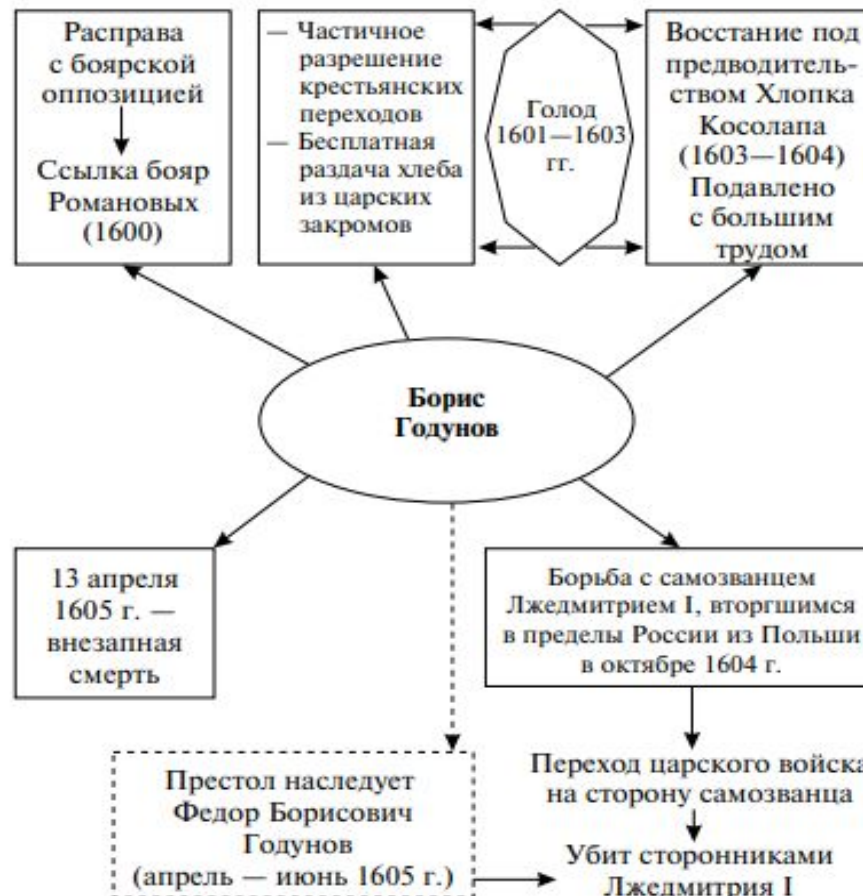 Расправа
с боярской
оппозицией
Ссылка бояр
Романовых
(1600)
— Частичное
разрешение
крестьянских
переходов
— Бесплатная
раздача хлеба
из царских
закромов
Голод
1601—1603
гг.
Восстание под
предводитель-
ством Хлопка
Косолапа
(1603—1604)
Подавлено
с большим
трудом
Борис
Годунов
13 апреля
1605 г. —
внезапная
смерть
Борьба с самозванцем
Лжедмитрием I, вторгшимся
в пределы России из Польши
в октябре 1604 г.
Престол наследует
Федор Борисович
Годунов
(апрель — июнь 1605 г.)
Переход царского войска
на сторону самозванца
Убит сторонниками
Лжедмитрия I